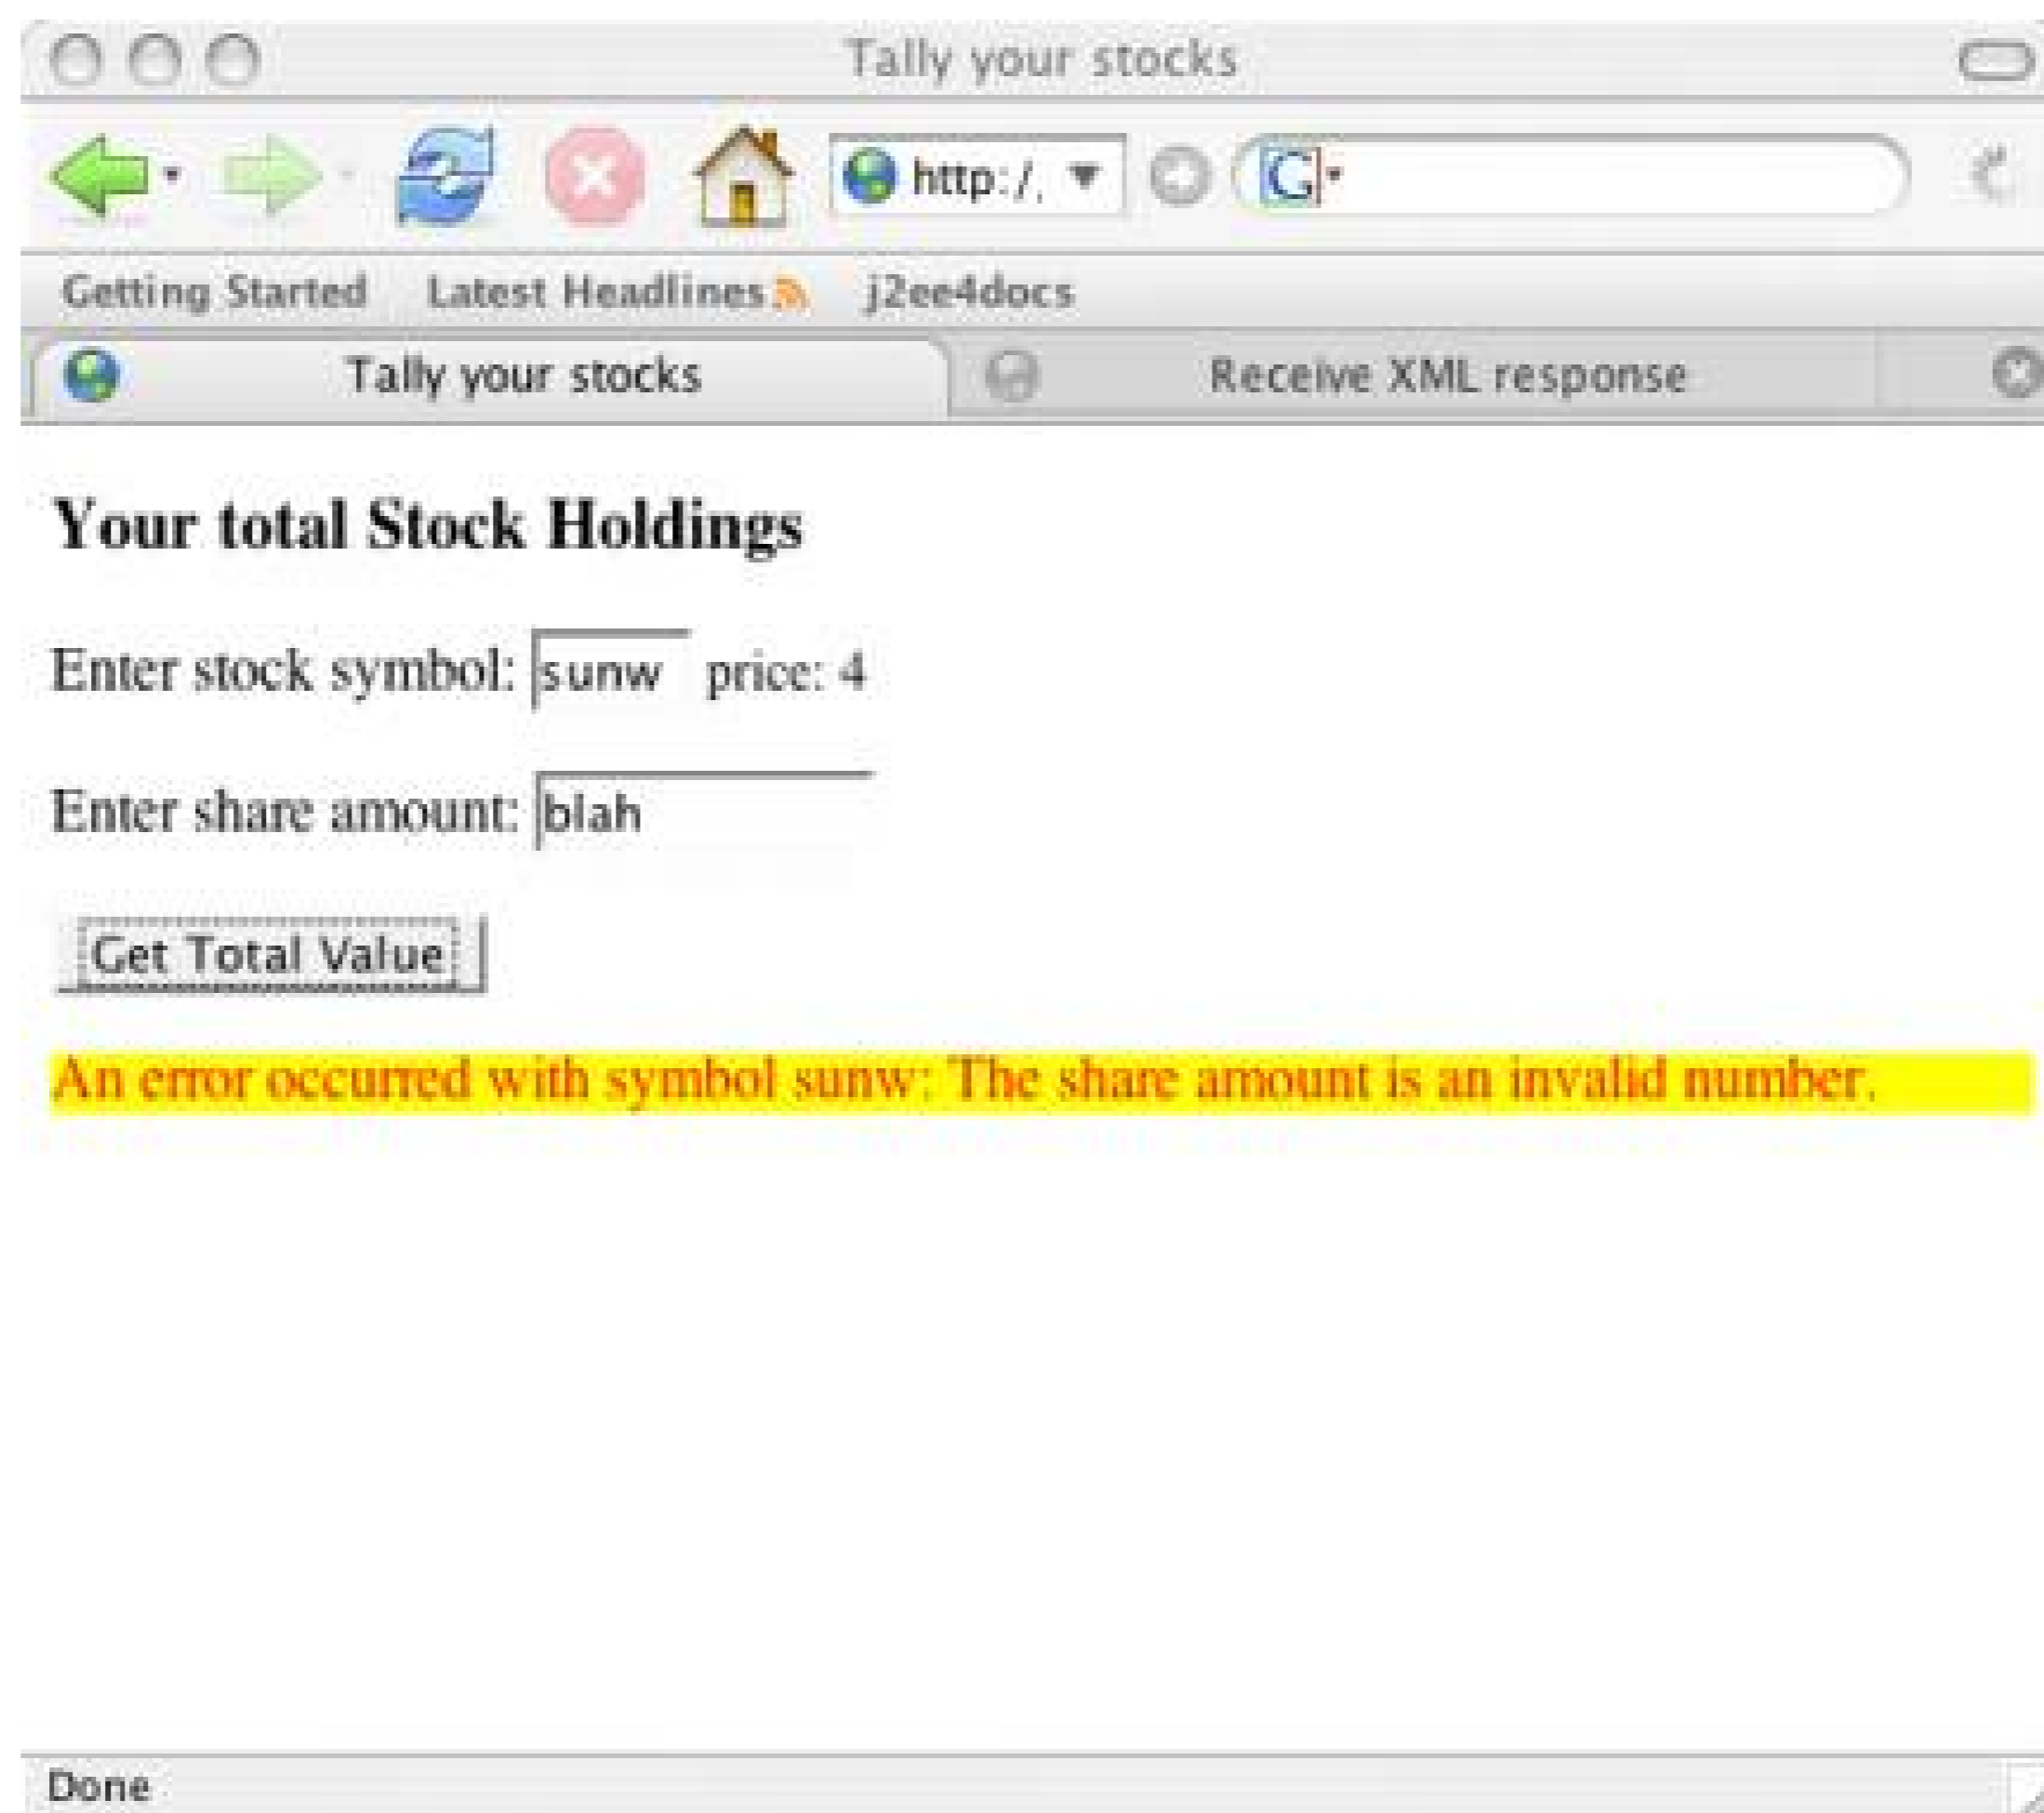 Tally your stocks
http:/
G
Getting Started Latest Headlines j2ee4docs
Tally your stocks Receive XML response
Your total Stock Holdings
Enter stock symbol: sunw price: 4
Enter share amount: blah
Get Total Value
An error occurred with symbol sunw: The share amount is an invalid number.
Done